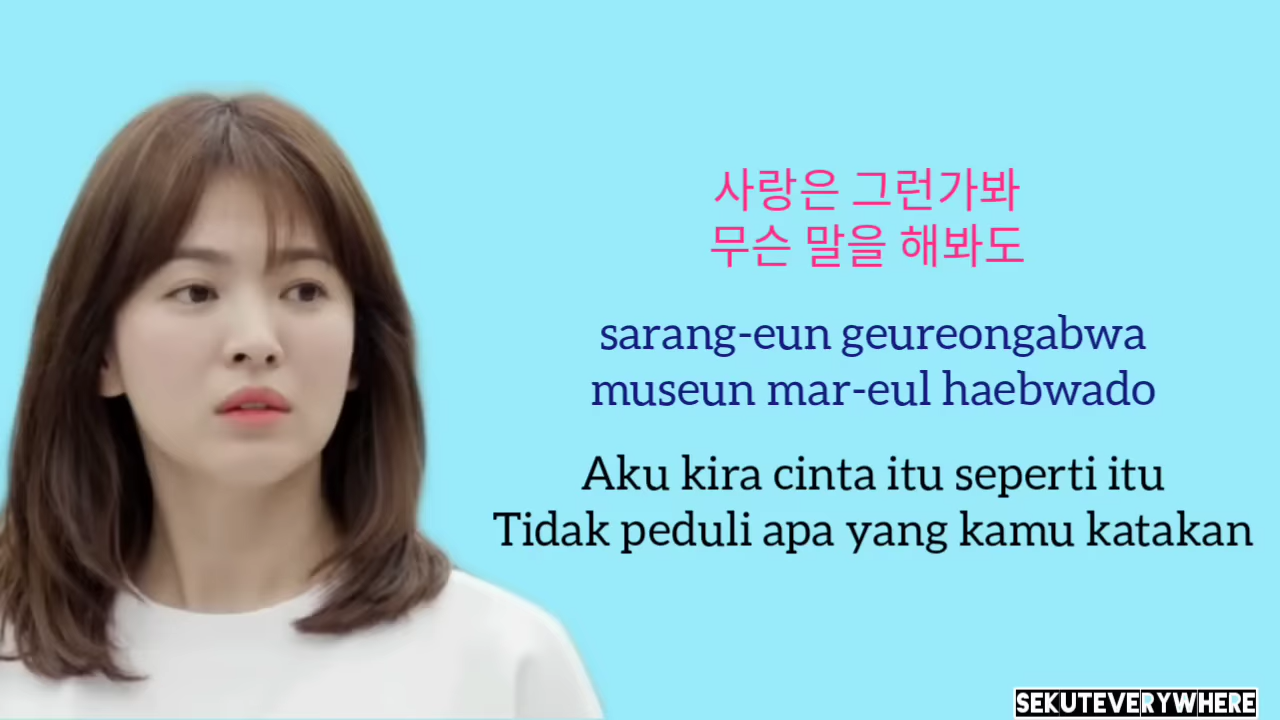 사랑은 그런가봐
무슨 말을 해봐도
sarang-eun geureongabwa
museun mar-eul haebwado
Aku kira cinta itu seperti itu
Tidak peduli apa yang kamu katakan
SEKUTEVERYWHERE